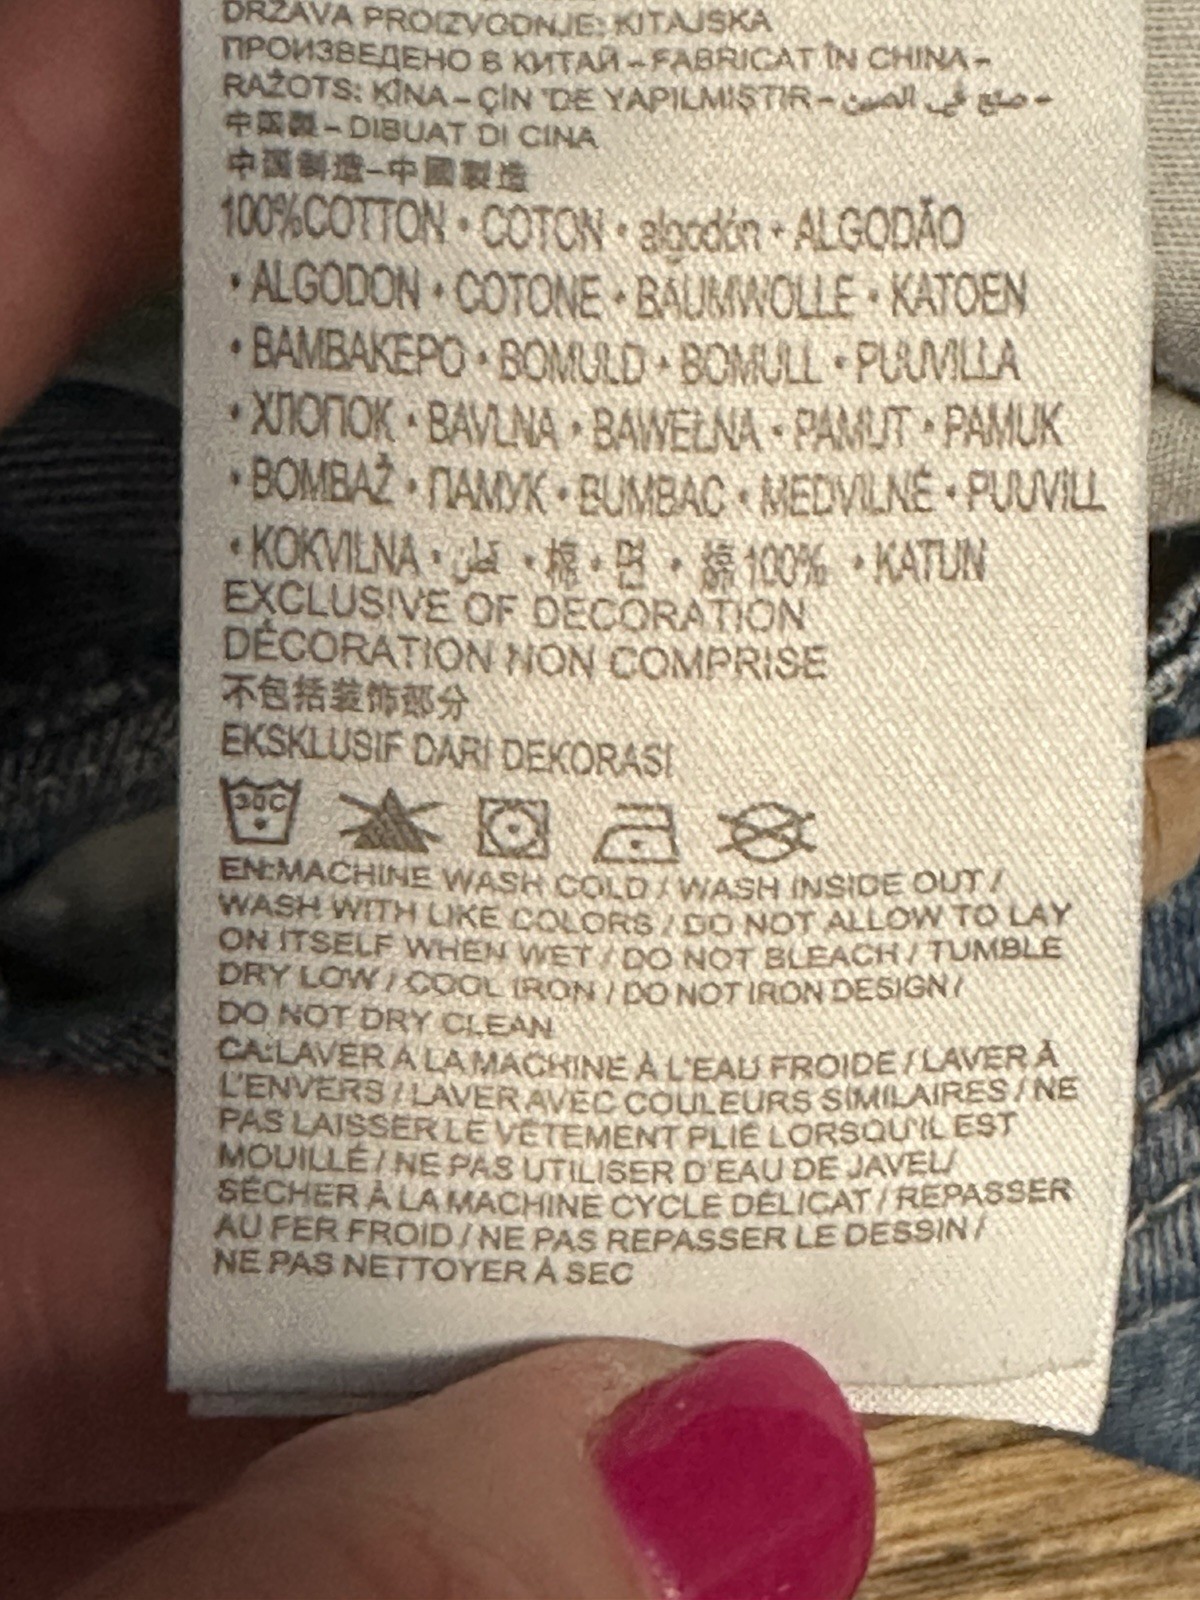 DRŽAVA PROIZVODNJE: KITAJSKA
ПРОИЗВЕДЕНО В КИТАЙ – FABRICAT ÎN CHINA –
RAŽOTS: ĶĪNA – ÇİN 'DE YAPILMIŞTIR – صنع في الصين –
中国製 – DIBUAT DI CINA
中国制造–中國製造
100%COTTON • COTON • algodón • ALGODÃO
• ALGODON • COTONE • BAUMWOLLE • KATOEN
• BAMBAKEPO • BOMULD • BOMULL • PUUVILLA
• ХЛОПОК • BAVLNA • BAWEŁNA • PAMUT • PAMUK
• BOMBAŽ • ПАМУК • BUMBAC • MEDVILNÉ • PUUVILL
• KOKVILNA • قطن • 棉 • 면 • 綿100% • KATUN
EXCLUSIVE OF DECORATION
DÉCORATION NON COMPRISE
不包括装饰部分
EKSKLUSIF DARI DEKORASI
30C
EN:MACHINE WASH COLD / WASH INSIDE OUT /
WASH WITH LIKE COLORS / DO NOT ALLOW TO LAY
ON ITSELF WHEN WET / DO NOT BLEACH / TUMBLE
DRY LOW / COOL IRON / DO NOT IRON DESIGN /
DO NOT DRY CLEAN
CA:LAVER À LA MACHINE À L'EAU FROIDE / LAVER À
L'ENVERS / LAVER AVEC COULEURS SIMILAIRES / NE
PAS LAISSER LE VÊTEMENT PLIÉ LORSQU'IL EST
MOUILLÉ / NE PAS UTILISER D'EAU DE JAVEL/
SÉCHER À LA MACHINE CYCLE DÉLICAT / REPASSER
AU FER FROID / NE PAS REPASSER LE DESSIN /
NE PAS NETTOYER À SEC